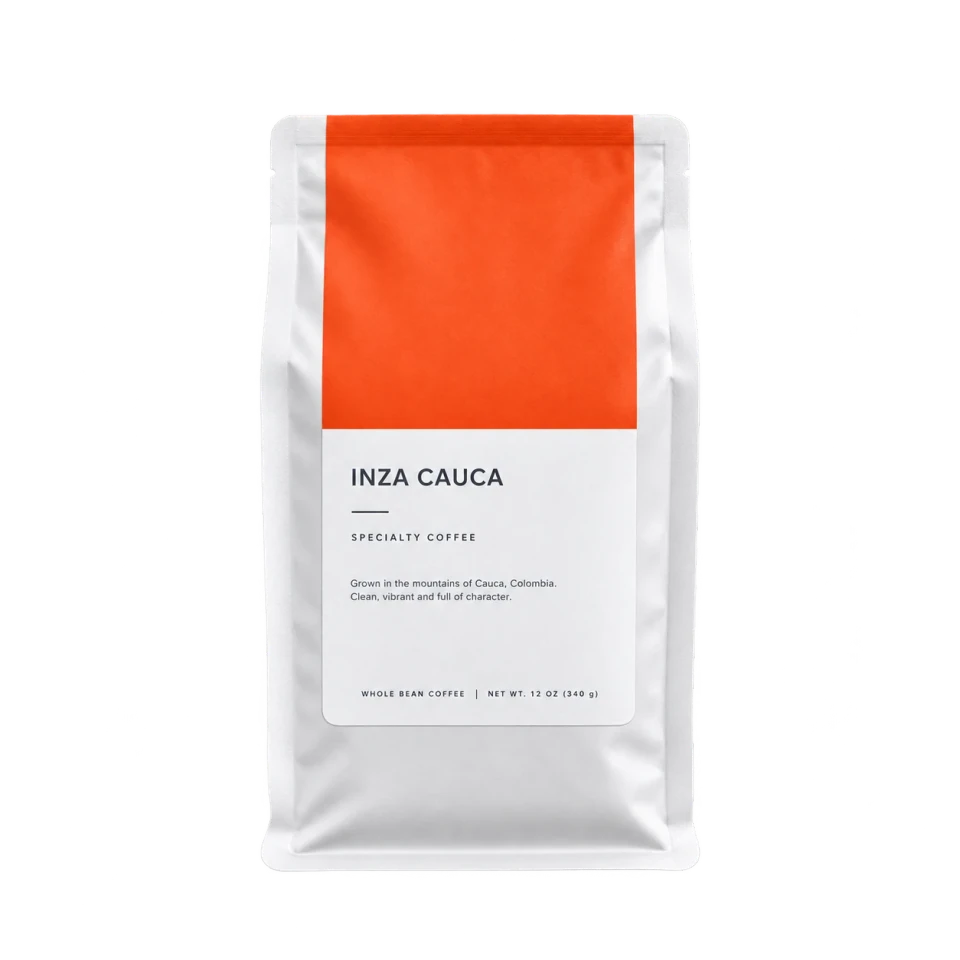 INZA CAUCA
SPECIALTY COFFEE
Grown in the mountains of Cauca, Colombia.
Clean, vibrant and full of character.
WHOLE BEAN COFFEE | NET WT. 12 OZ (340 g)